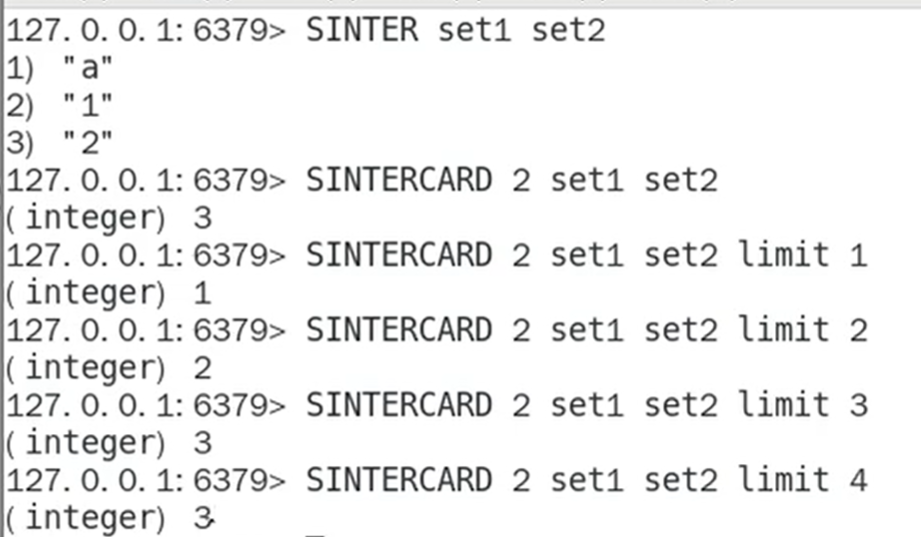 127.0.0.1:6379> SINTER set1 set2
1) "a"
2) "1"
3) "2"
127.0.0.1:6379> SINTERCARD 2 set1 set2
(integer) 3
127.0.0.1:6379> SINTERCARD 2 set1 set2 limit 1
(integer) 1
127.0.0.1:6379> SINTERCARD 2 set1 set2 limit 2
(integer) 2
127.0.0.1:6379> SINTERCARD 2 set1 set2 limit 3
(integer) 3
127.0.0.1:6379> SINTERCARD 2 set1 set2 limit 4
(integer) 3